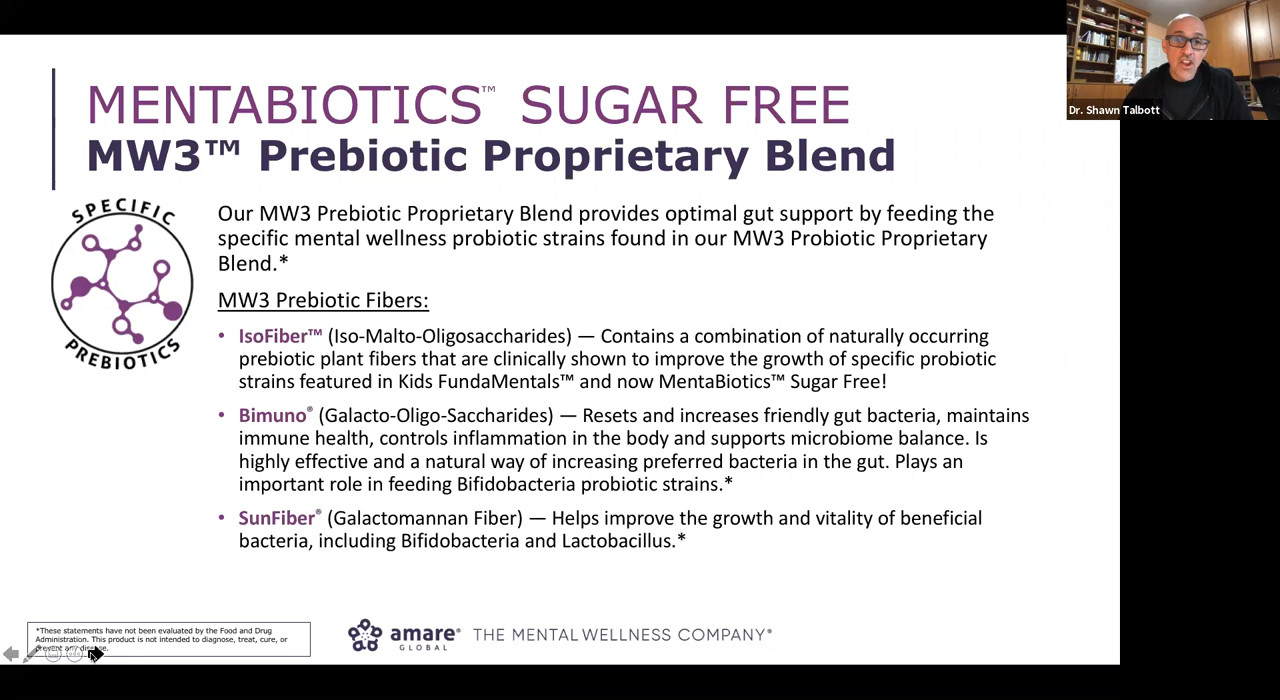 Dr. Shawn Talbott
MENTABIOTICS™ SUGAR FREE
MW3™ Prebiotic Proprietary Blend
SPECIFIC
PREBIOTICS
Our MW3 Prebiotic Proprietary Blend provides optimal gut support by feeding the
specific mental wellness probiotic strains found in our MW3 Probiotic Proprietary
Blend.*
MW3 Prebiotic Fibers:
• IsoFiber™ (Iso-Malto-Oligosaccharides) — Contains a combination of naturally occurring
prebiotic plant fibers that are clinically shown to improve the growth of specific probiotic
strains featured in Kids FundaMentals™ and now MentaBiotics™ Sugar Free!
• Bimuno® (Galacto-Oligo-Saccharides) — Resets and increases friendly gut bacteria, maintains
immune health, controls inflammation in the body and supports microbiome balance. Is
highly effective and a natural way of increasing preferred bacteria in the gut. Plays an
important role in feeding Bifidobacteria probiotic strains.*
• SunFiber® (Galactomannan Fiber) — Helps improve the growth and vitality of beneficial
bacteria, including Bifidobacteria and Lactobacillus.*
*These statements have not been evaluated by the Food and Drug
Administration. This product is not intended to diagnose, treat, cure, or
prevent any disease.
amare®
GLOBAL
THE MENTAL WELLNESS COMPANY®